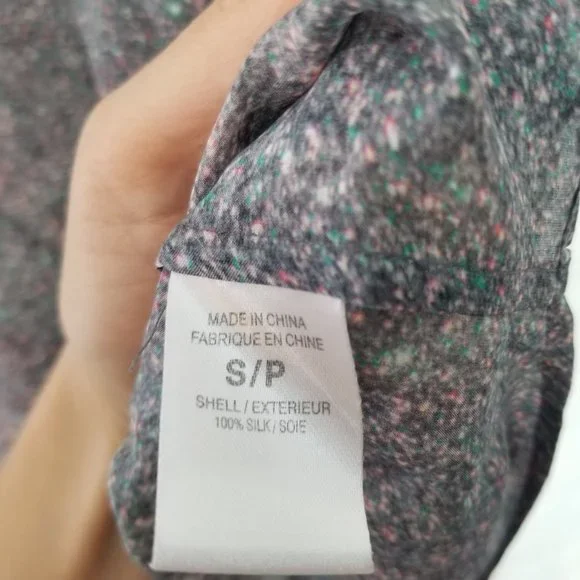 MADE IN CHINA
FABRIQUE EN CHINE
S/P
SHELL / EXTERIEUR
100% SILK / SOIE